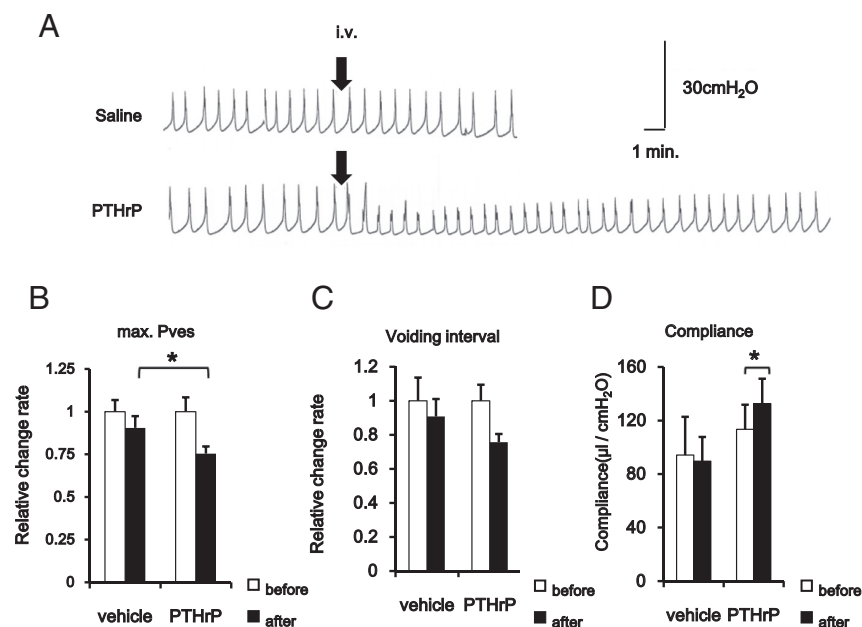 A
i.v.
Saline
30cmH₂O
1 min.
PTHrP
B
max. Pves
*
Relative change rate
1.25
1
0.75
0.5
0.25
0
vehicle PTHrP
before
after
C
Voiding interval
Relative change rate
1.2
1
0.8
0.6
0.4
0.2
0
vehicle PTHrP
before
after
D
Compliance
*
Compliance(µl / cmH₂O)
160
120
80
40
0
vehicle PTHrP
before
after